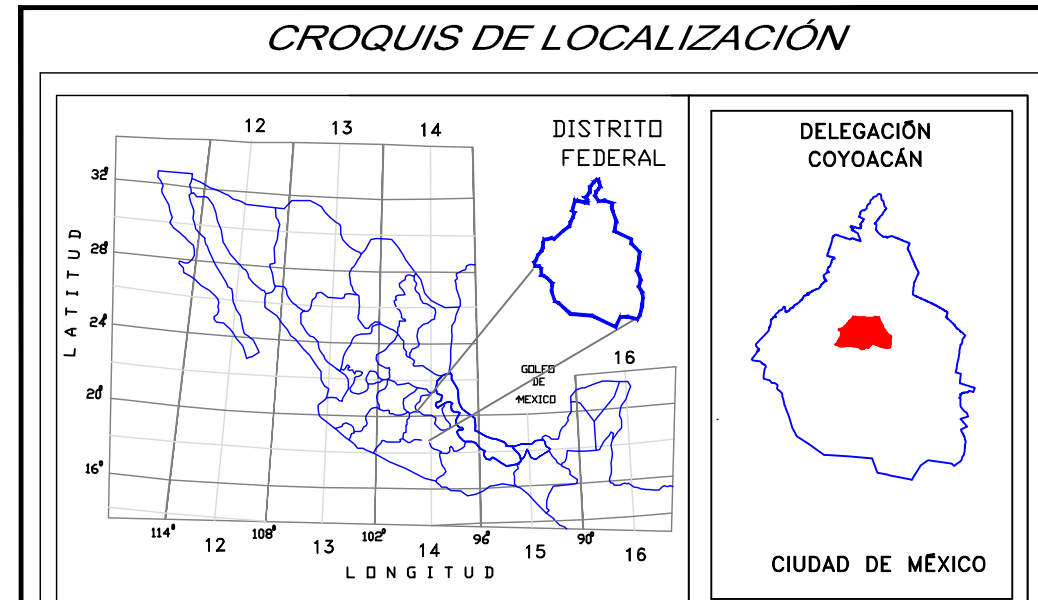 CROQUIS DE LOCALIZACIÓN
12 13 14
DISTRITO
FEDERAL
32°
28°
24°
20°
16°
LATITUD
GOLFO
DE
MEXICO
16
114° 108° 102° 96° 90°
12 13 14 15 16
LONGITUD
DELEGACIÓN
COYOACÁN
CIUDAD DE MÉXICO